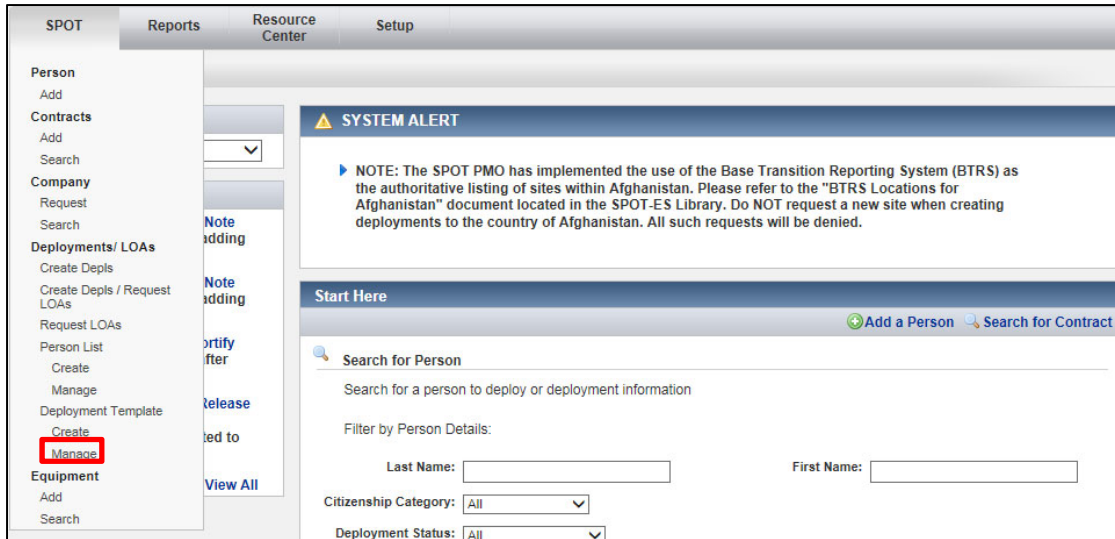 SPOT
Reports
Resource
Center
Setup
Person
Add
Contracts
Add
Search
Company
Request
Search
Deployments/ LOAs
Create Depls
Create Depls / Request
LOAs
Request LOAs
Person List
Create
Manage
Deployment Template
Create
Manage
Equipment
Add
Search
Note
adding
Note
adding
ortify
fter
Release
ted to
View All
SYSTEM ALERT
NOTE: The SPOT PMO has implemented the use of the Base Transition Reporting System (BTRS) as
the authoritative listing of sites within Afghanistan. Please refer to the "BTRS Locations for
Afghanistan" document located in the SPOT-ES Library. Do NOT request a new site when creating
deployments to the country of Afghanistan. All such requests will be denied.
Start Here
Add a Person Search for Contract
Search for Person
Search for a person to deploy or deployment information
Filter by Person Details:
Last Name: First Name:
Citizenship Category: All
Deployment Status: All